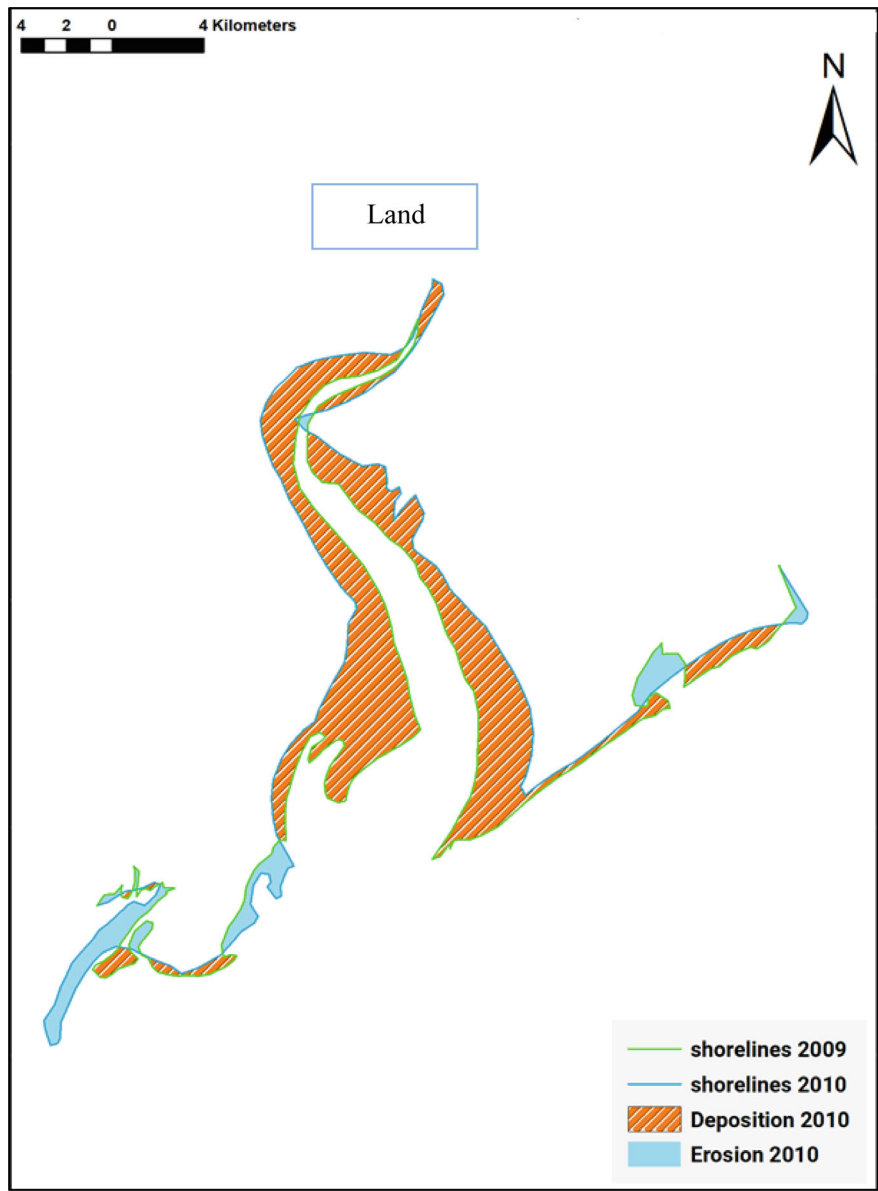 4 2 0 4 Kilometers
N
Land
shorelines 2009
shorelines 2010
Deposition 2010
Erosion 2010